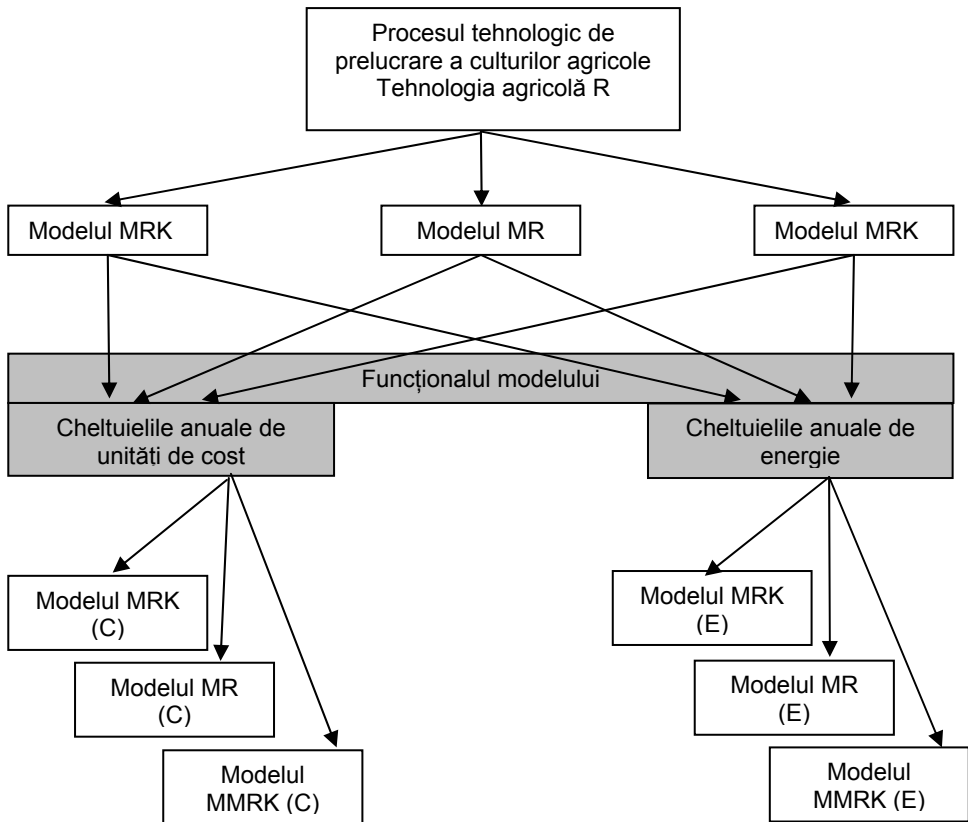 Procesul tehnologic de
prelucrare a culturilor agricole
Tehnologia agricolă R
Modelul MRK
Modelul MR
Modelul MRK
Funcționalul modelului
Cheltuielile anuale de
unități de cost
Cheltuielile anuale de
energie
Modelul MRK
(C)
Modelul MR
(C)
Modelul
MMRK (C)
Modelul MRK
(E)
Modelul MR
(E)
Modelul
MMRK (E)